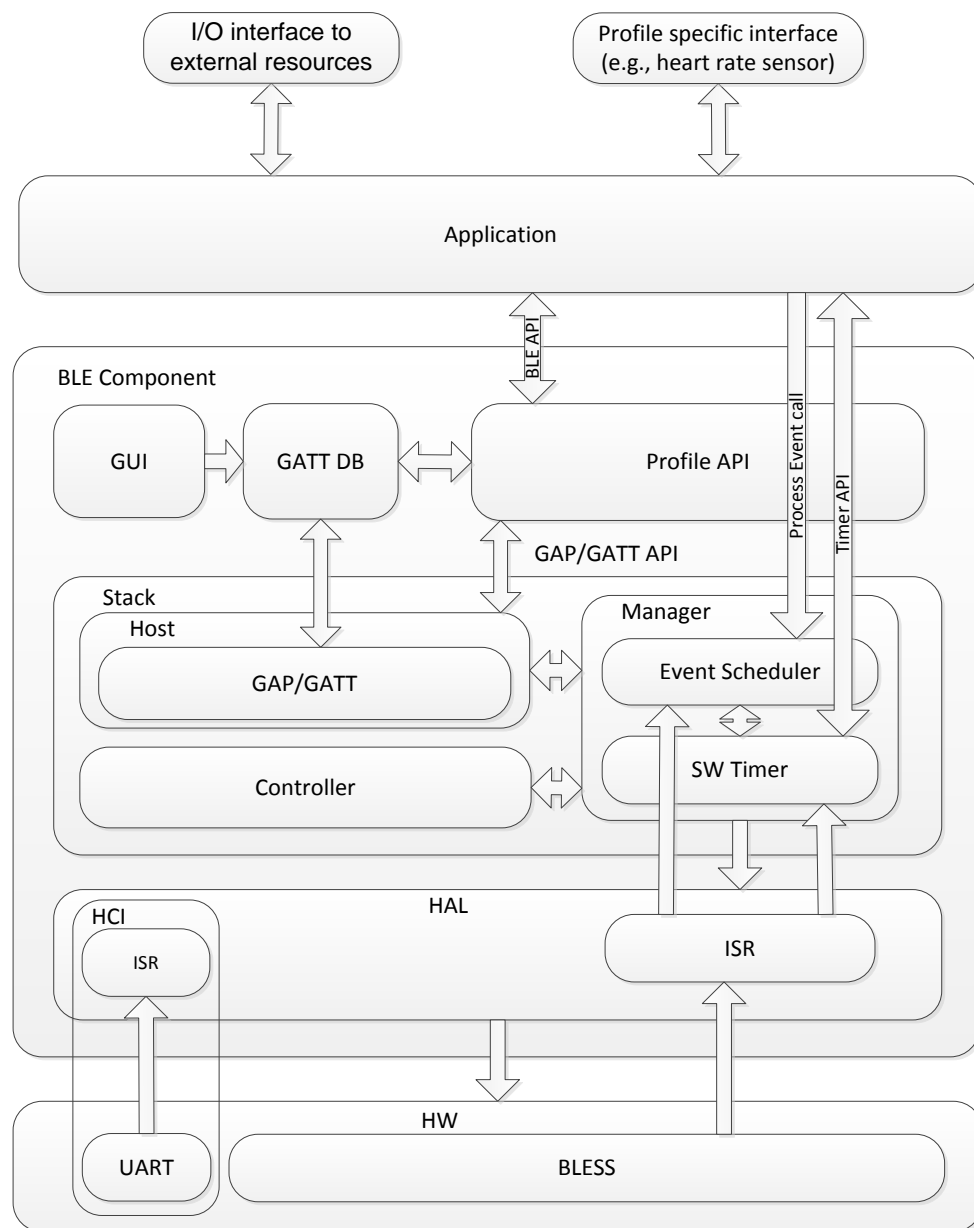 I/O interface to
external resources
Profile specific interface
(e.g., heart rate sensor)
Application
BLE API
Process Event call
Timer API
BLE Component
GUI
GATT DB
Profile API
GAP/GATT API
Stack
Host
GAP/GATT
Manager
Event Scheduler
Controller
SW Timer
HAL
HCI
ISR
ISR
HW
UART
BLESS